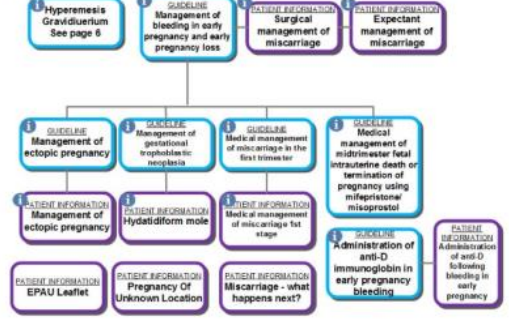 Hyperemesis
Gravidiuerium
See page 6
GUIDELINE
Management of
bleeding in early
pregnancy and early
pregnancy loss
PATIENT INFORMATION
Surgical
management of
miscarriage
PATIENT INFORMATION
Expectant
management of
miscarriage
GUIDELINE
Management of
ectopic pregnancy
GUIDELINE
Management of
gestational
trophoblastic
neoplasia
GUIDELINE
Medical management
of miscarriage in the
first trimester
GUIDELINE
Medical
management of
midtrimester fetal
intrauterine death or
termination of
pregnancy using
mifepristone/
misoprostol
PATIENT INFORMATION
Management of
ectopic pregnancy
PATIENT INFORMATION
Hydatidiform mole
PATIENT INFORMATION
Medical management
of miscarriage 1st
stage
GUIDELINE
Administration of
anti-D
immunoglobin in
early pregnancy
bleeding
PATIENT
INFORMATION
Administration
of anti-D
following
bleeding in
early
pregnancy
PATIENT INFORMATION
EPAU Leaflet
PATIENT INFORMATION
Pregnancy Of
Unknown Location
PATIENT INFORMATION
Miscarriage - what
happens next?